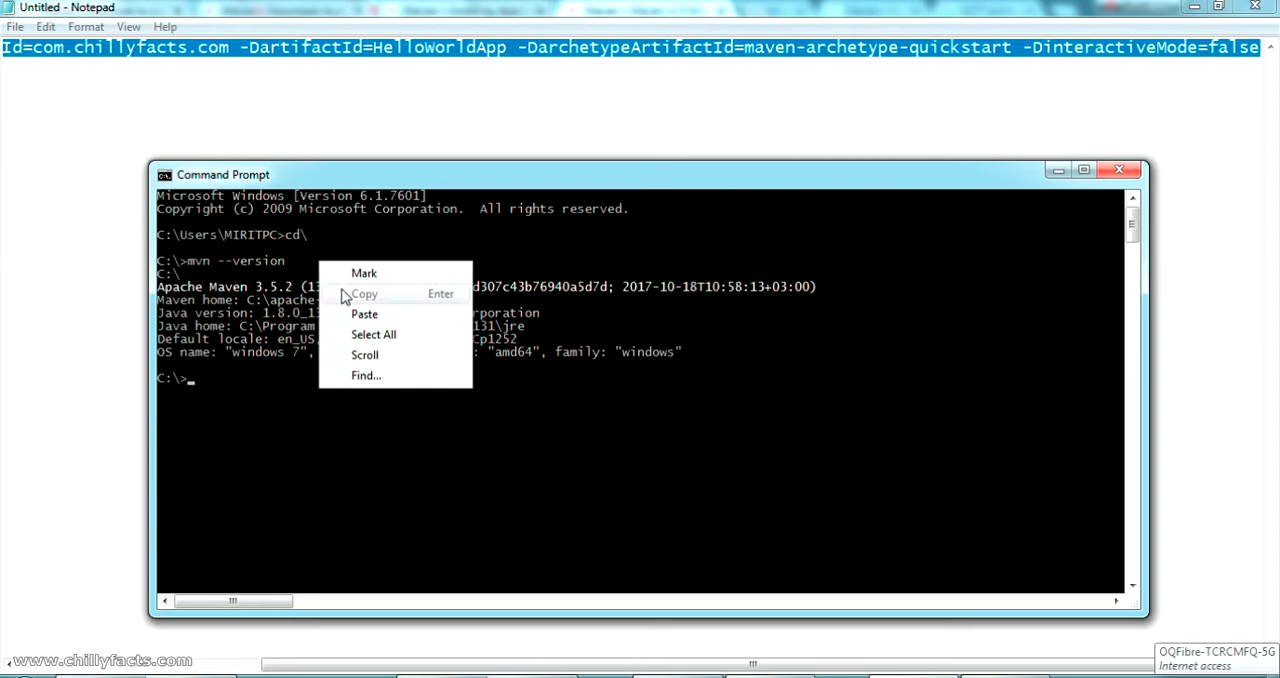 Untitled - Notepad
File Edit Format View Help
Id=com.chillyfacts.com -DartifactId=HelloWorldApp -DarchetypeArtifactId=maven-archetype-quickstart -DinteractiveMode=false
Command Prompt
Microsoft Windows [Version 6.1.7601]
Copyright (c) 2009 Microsoft Corporation. All rights reserved.
C:\Users\MIRITPC>cd\
C:\>mvn --version
C:\
Apache Maven 3.5.2 (13 d307c43b76940a5d7d; 2017-10-18T10:58:13+03:00)
Maven home: C:\apache-
Java version: 1.8.0_13 rporation
Java home: C:\Program 131\jre
Default locale: en_US, Cp1252
OS name: "windows 7", : "amd64", family: "windows"
C:\>_
Mark
Copy Enter
Paste
Select All
Scroll
Find...
www.chillyfacts.com
OQFibre-TCRCMFQ-5G
Internet access